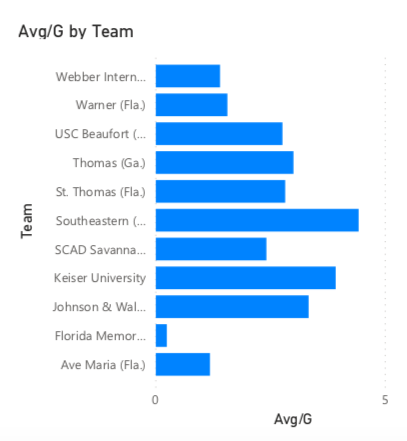 Avg/G by Team
Webber Intern...
Warner (Fla.)
USC Beaufort (...
Thomas (Ga.)
St. Thomas (Fla.)
Southeastern (...
SCAD Savanna...
Keiser University
Johnson & Wal...
Florida Memor...
Ave Maria (Fla.)
Team
0 5
Avg/G